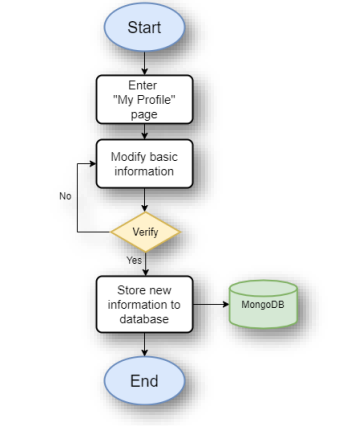 Start
Enter
"My Profile"
page
Modify basic
information
No
Verify
Yes
Store new
information to
database
MongoDB
End